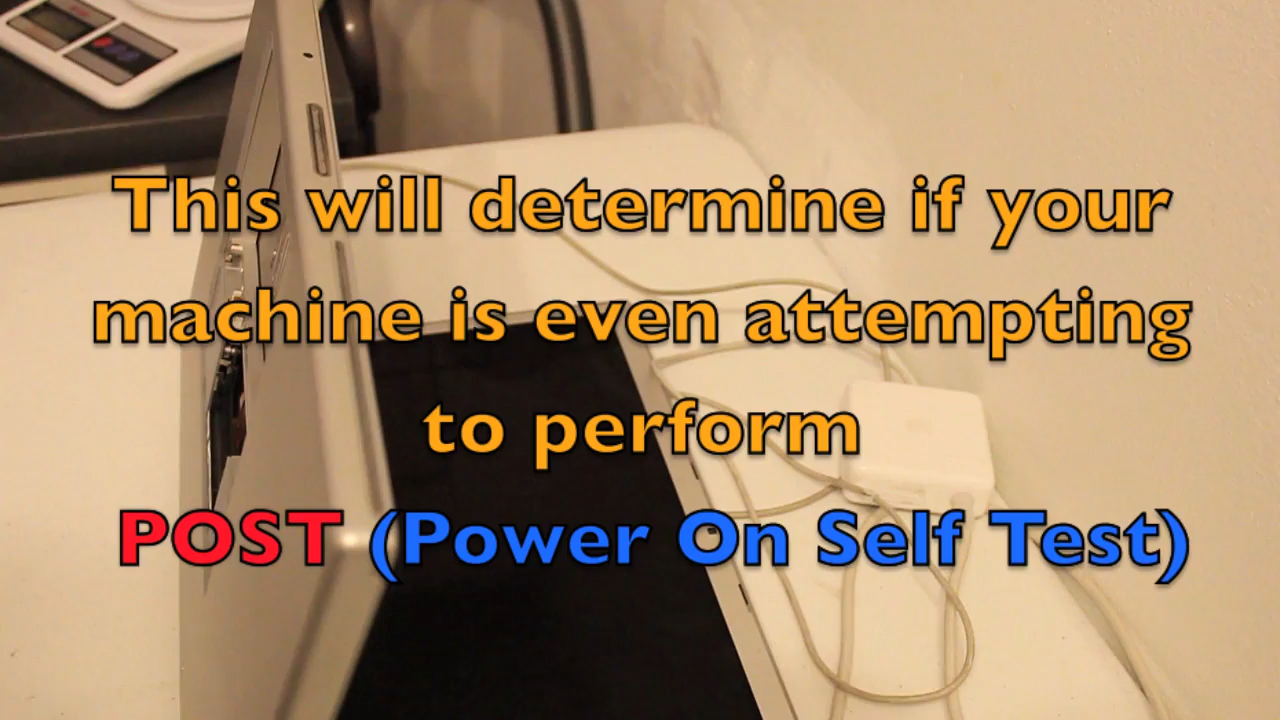 This will determine if your
machine is even attempting
to perform
POST (Power On Self Test)